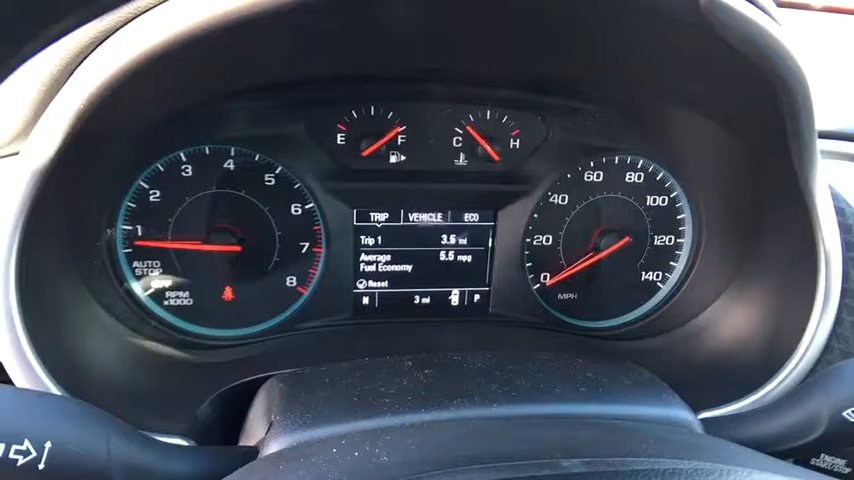 E F
C H
1 2 3 4 5 6 7 8
AUTO
STOP
OFF
RPM
x1000
TRIP VEHICLE ECO
Trip 1 3.5 mi
Average 5.5 mpg
Fuel Economy
Reset
N 3 mi P
0 20 40 60 80 100 120 140
MPH
ENGINE
START/STOP